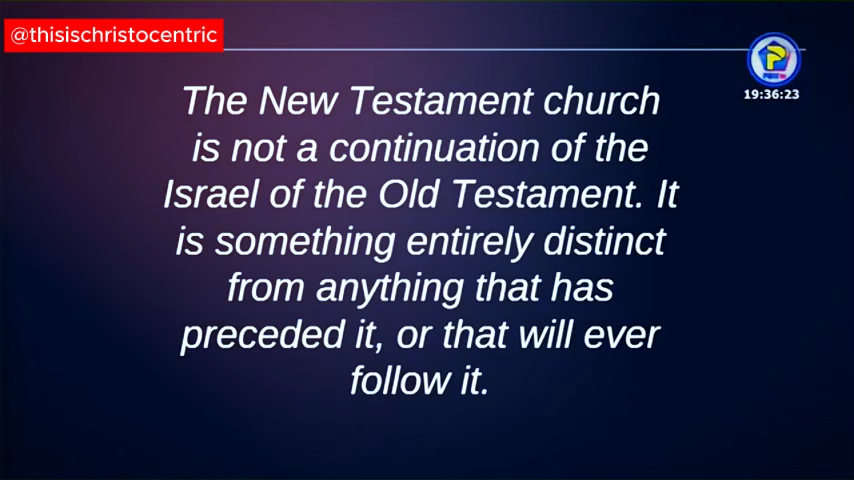 @thisischristocentric
19:36:23
The New Testament church
is not a continuation of the
Israel of the Old Testament. It
is something entirely distinct
from anything that has
preceded it, or that will ever
follow it.